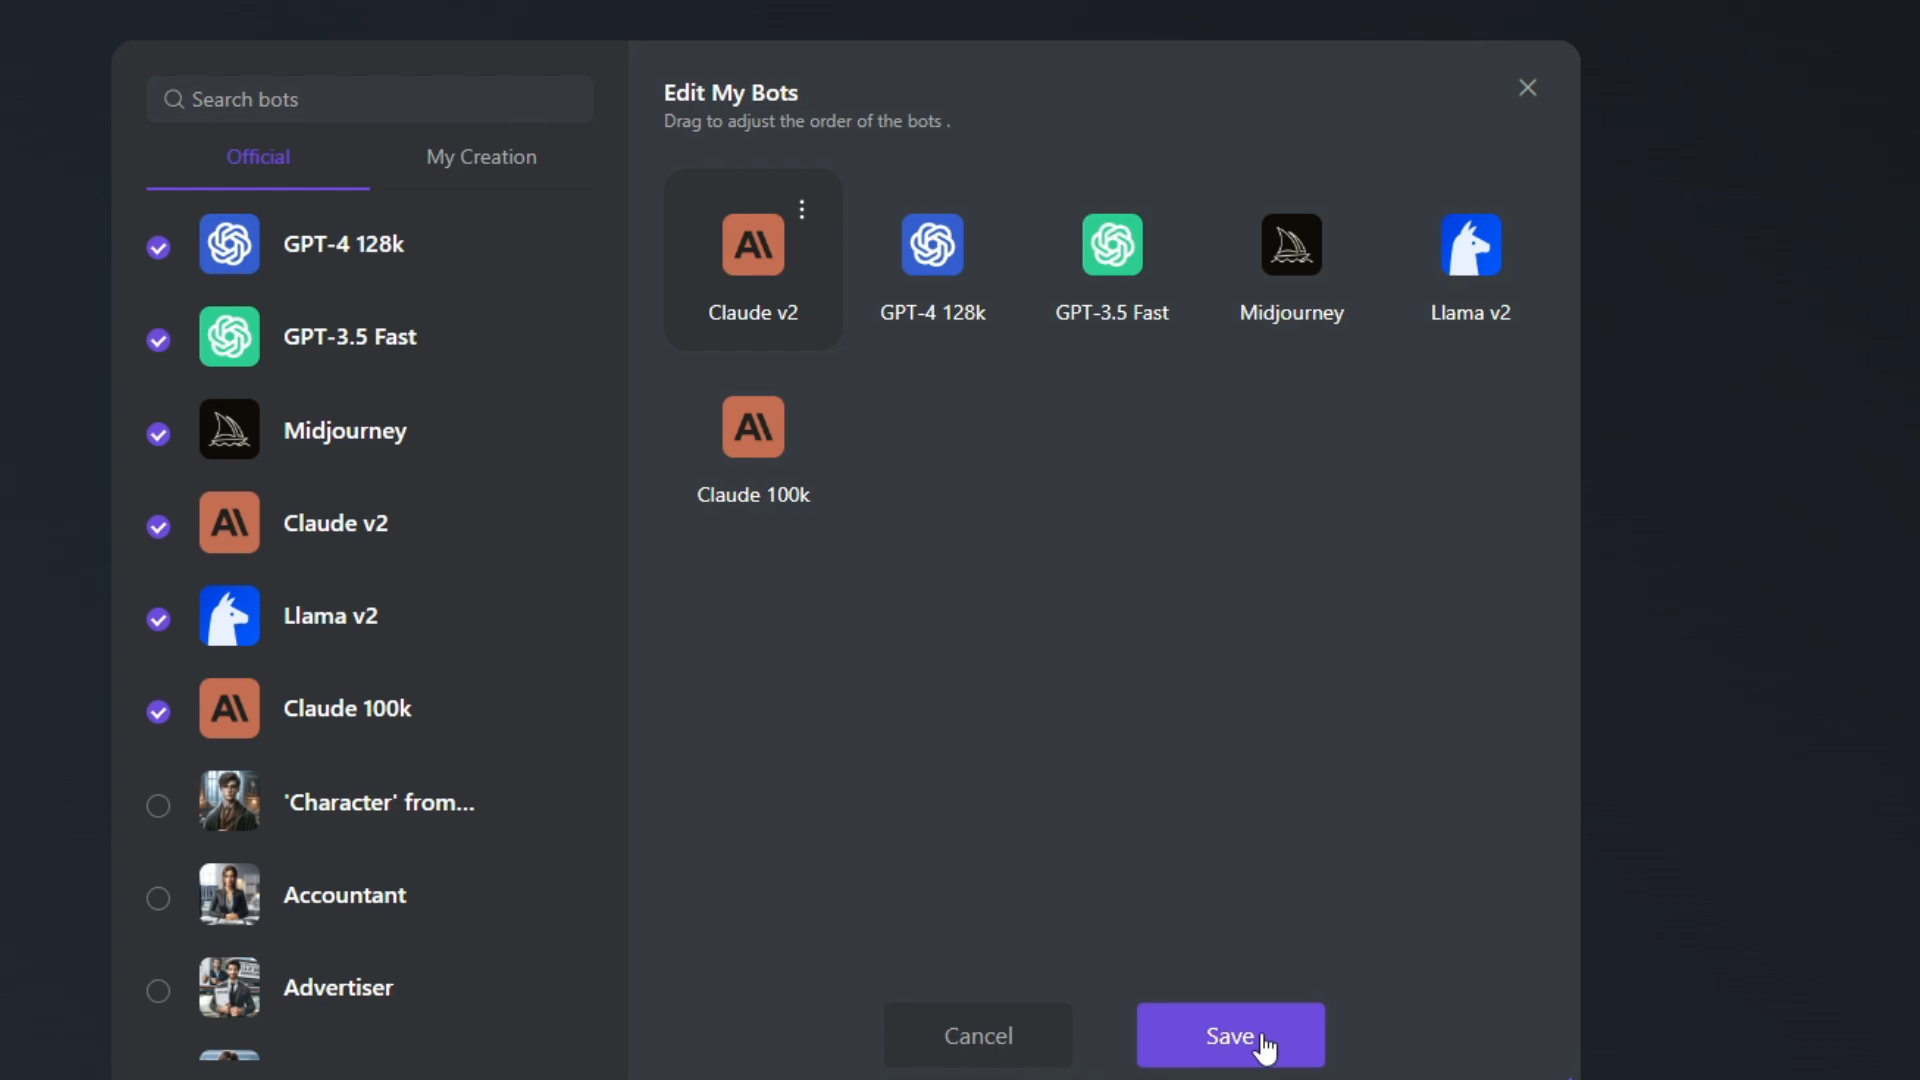 Search bots
Official
My Creation
GPT-4 128k
GPT-3.5 Fast
Midjourney
Claude v2
Llama v2
Claude 100k
'Character' from...
Accountant
Advertiser
Edit My Bots
Drag to adjust the order of the bots .
Claude v2
GPT-4 128k
GPT-3.5 Fast
Midjourney
Llama v2
Claude 100k
Cancel
Save